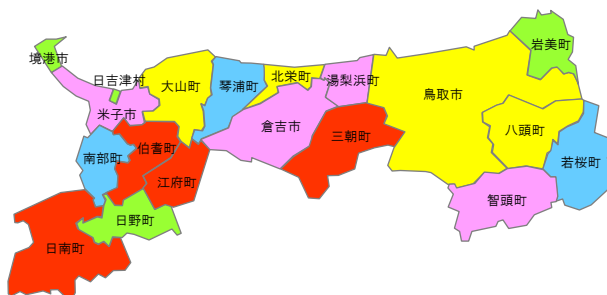 境港市
日吉津村
米子市
大山町
琴浦町
北栄町
湯梨浜町
鳥取市
岩美町
倉吉市
三朝町
八頭町
若桜町
智頭町
南部町
伯耆町
江府町
日野町
日南町